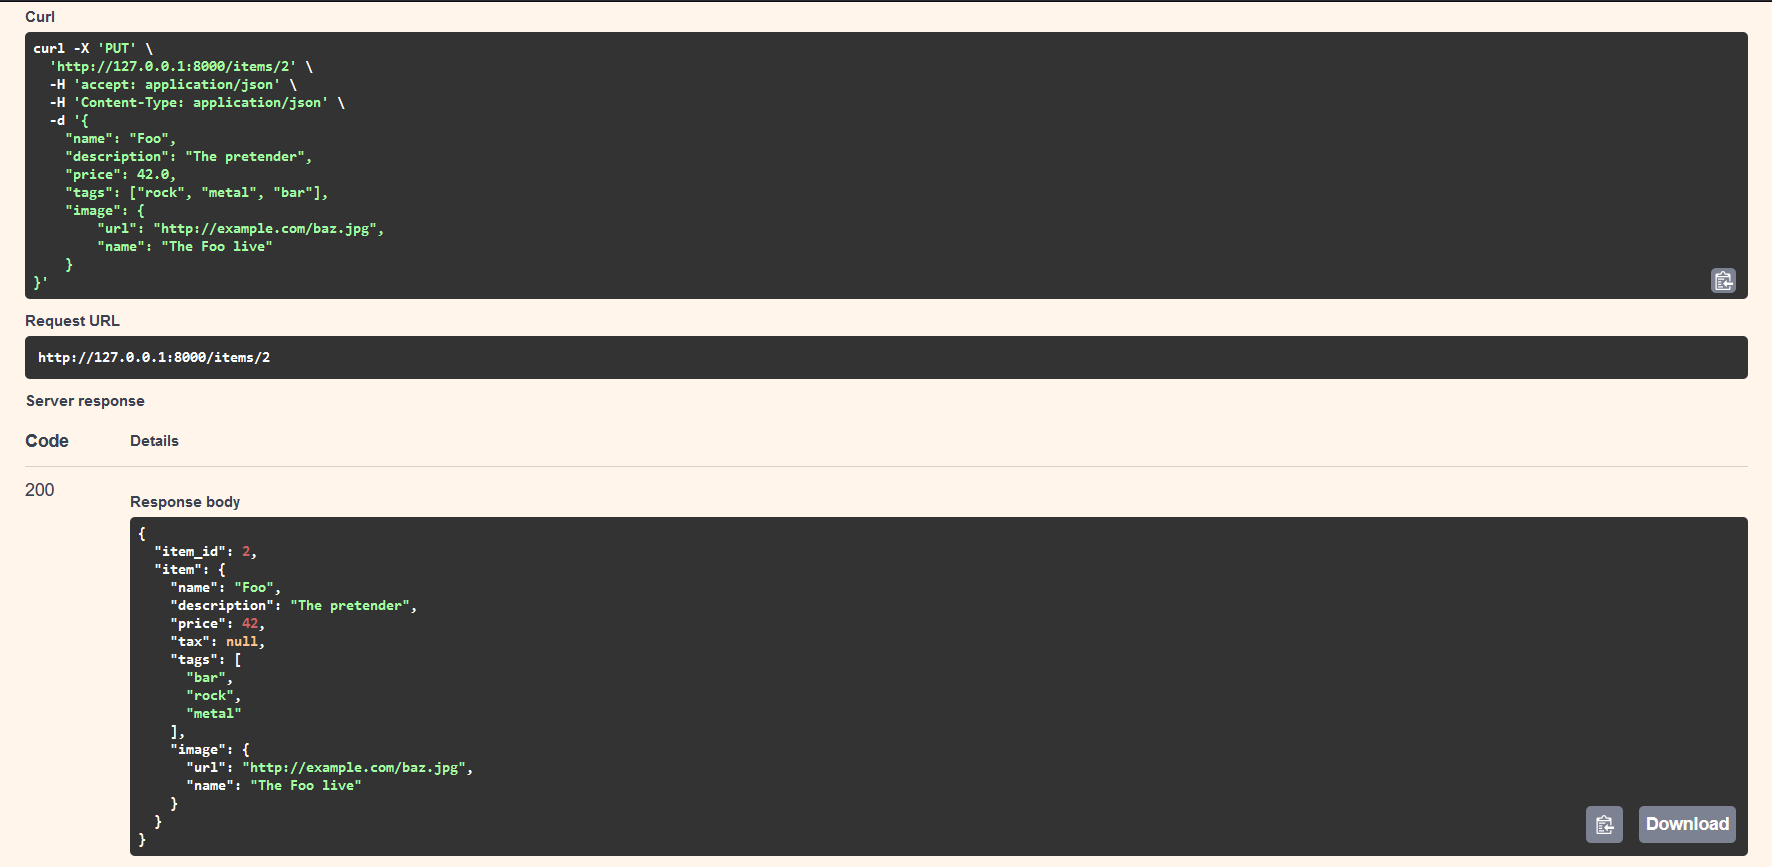 Curl
curl -X 'PUT' \
  'http://127.0.0.1:8000/items/2' \
  -H 'accept: application/json' \
  -H 'Content-Type: application/json' \
  -d '{
    "name": "Foo",
    "description": "The pretender",
    "price": 42.0,
    "tags": ["rock", "metal", "bar"],
    "image": {
        "url": "http://example.com/baz.jpg",
        "name": "The Foo live"
    }
}'
Request URL
http://127.0.0.1:8000/items/2
Server response
Code Details
200
Response body
{
  "item_id": 2,
  "item": {
    "name": "Foo",
    "description": "The pretender",
    "price": 42,
    "tax": null,
    "tags": [
      "bar",
      "rock",
      "metal"
    ],
    "image": {
      "url": "http://example.com/baz.jpg",
      "name": "The Foo live"
    }
  }
}
Download